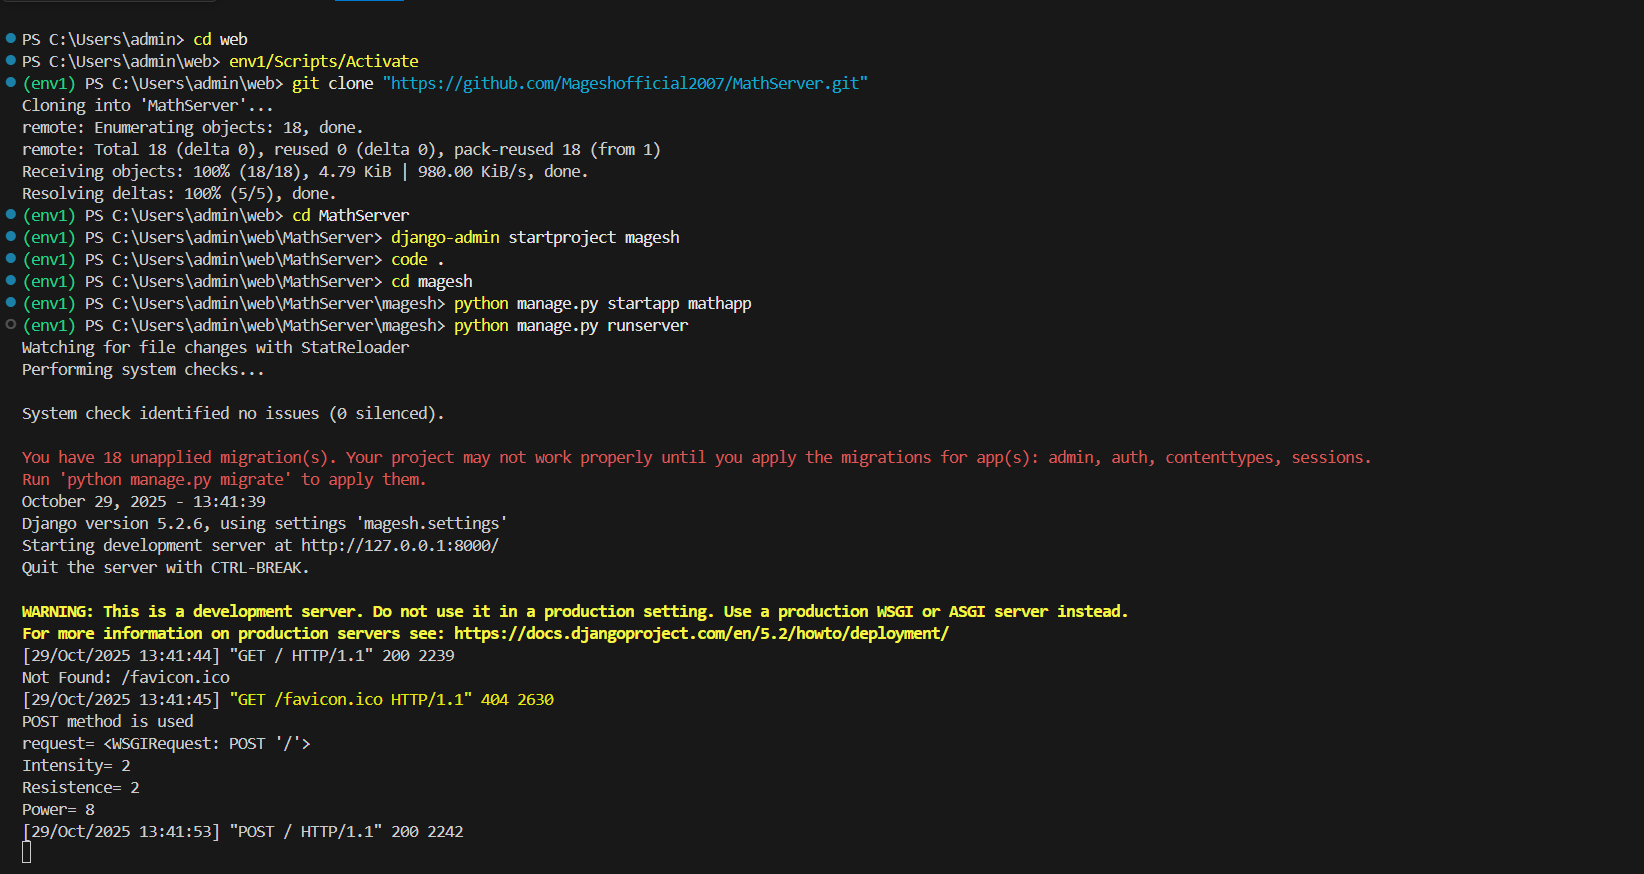 PS C:\Users\admin> cd web
PS C:\Users\admin\web> env1/Scripts/Activate
(env1) PS C:\Users\admin\web> git clone "https://github.com/Mageshofficial2007/MathServer.git"
Cloning into 'MathServer'...
remote: Enumerating objects: 18, done.
remote: Total 18 (delta 0), reused 0 (delta 0), pack-reused 18 (from 1)
Receiving objects: 100% (18/18), 4.79 KiB | 980.00 KiB/s, done.
Resolving deltas: 100% (5/5), done.
(env1) PS C:\Users\admin\web> cd MathServer
(env1) PS C:\Users\admin\web\MathServer> django-admin startproject magesh
(env1) PS C:\Users\admin\web\MathServer> code .
(env1) PS C:\Users\admin\web\MathServer> cd magesh
(env1) PS C:\Users\admin\web\MathServer\magesh> python manage.py startapp mathapp
(env1) PS C:\Users\admin\web\MathServer\magesh> python manage.py runserver
Watching for file changes with StatReloader
Performing system checks...
System check identified no issues (0 silenced).
You have 18 unapplied migration(s). Your project may not work properly until you apply the migrations for app(s): admin, auth, contenttypes, sessions.
Run 'python manage.py migrate' to apply them.
October 29, 2025 - 13:41:39
Django version 5.2.6, using settings 'magesh.settings'
Starting development server at http://127.0.0.1:8000/
Quit the server with CTRL-BREAK.
WARNING: This is a development server. Do not use it in a production setting. Use a production WSGI or ASGI server instead.
For more information on production servers see: https://docs.djangoproject.com/en/5.2/howto/deployment/
[29/Oct/2025 13:41:44] "GET / HTTP/1.1" 200 2239
Not Found: /favicon.ico
[29/Oct/2025 13:41:45] "GET /favicon.ico HTTP/1.1" 404 2630
POST method is used
request= <WSGIRequest: POST '/'>
Intensity= 2
Resistence= 2
Power= 8
[29/Oct/2025 13:41:53] "POST / HTTP/1.1" 200 2242